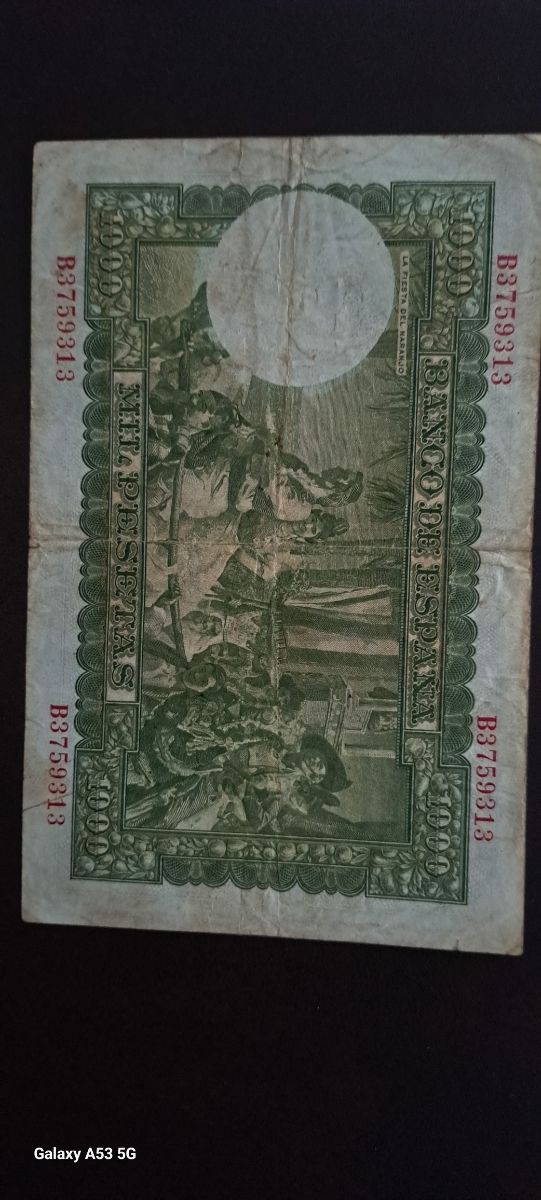 B3759313 B3759313
1000 BANCO DE ESPAÑA 1000
LA FIESTA DEL NARANJO
1000 MIL PESETAS 1000
B3759313 B3759313
Galaxy A53 5G